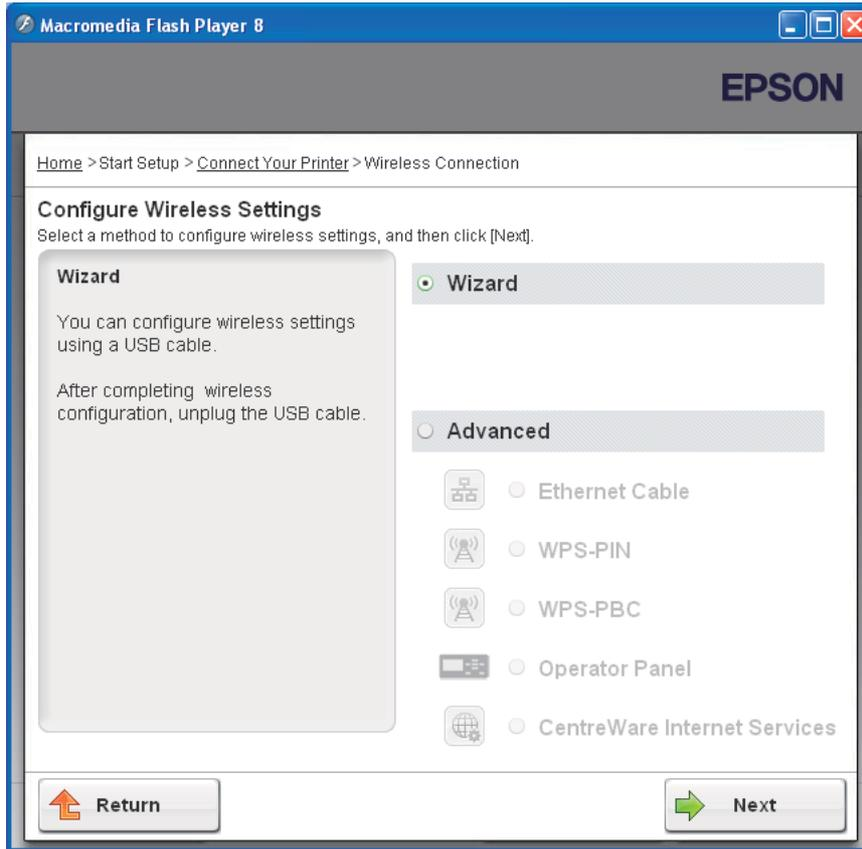 Macromedia Flash Player 8
EPSON
Home > Start Setup > Connect Your Printer > Wireless Connection
Configure Wireless Settings
Select a method to configure wireless settings, and then click [Next].
Wizard
You can configure wireless settings
using a USB cable.
After completing wireless
configuration, unplug the USB cable.
Wizard
Advanced
Ethernet Cable
WPS-PIN
WPS-PBC
Operator Panel
CentreWare Internet Services
Return
Next